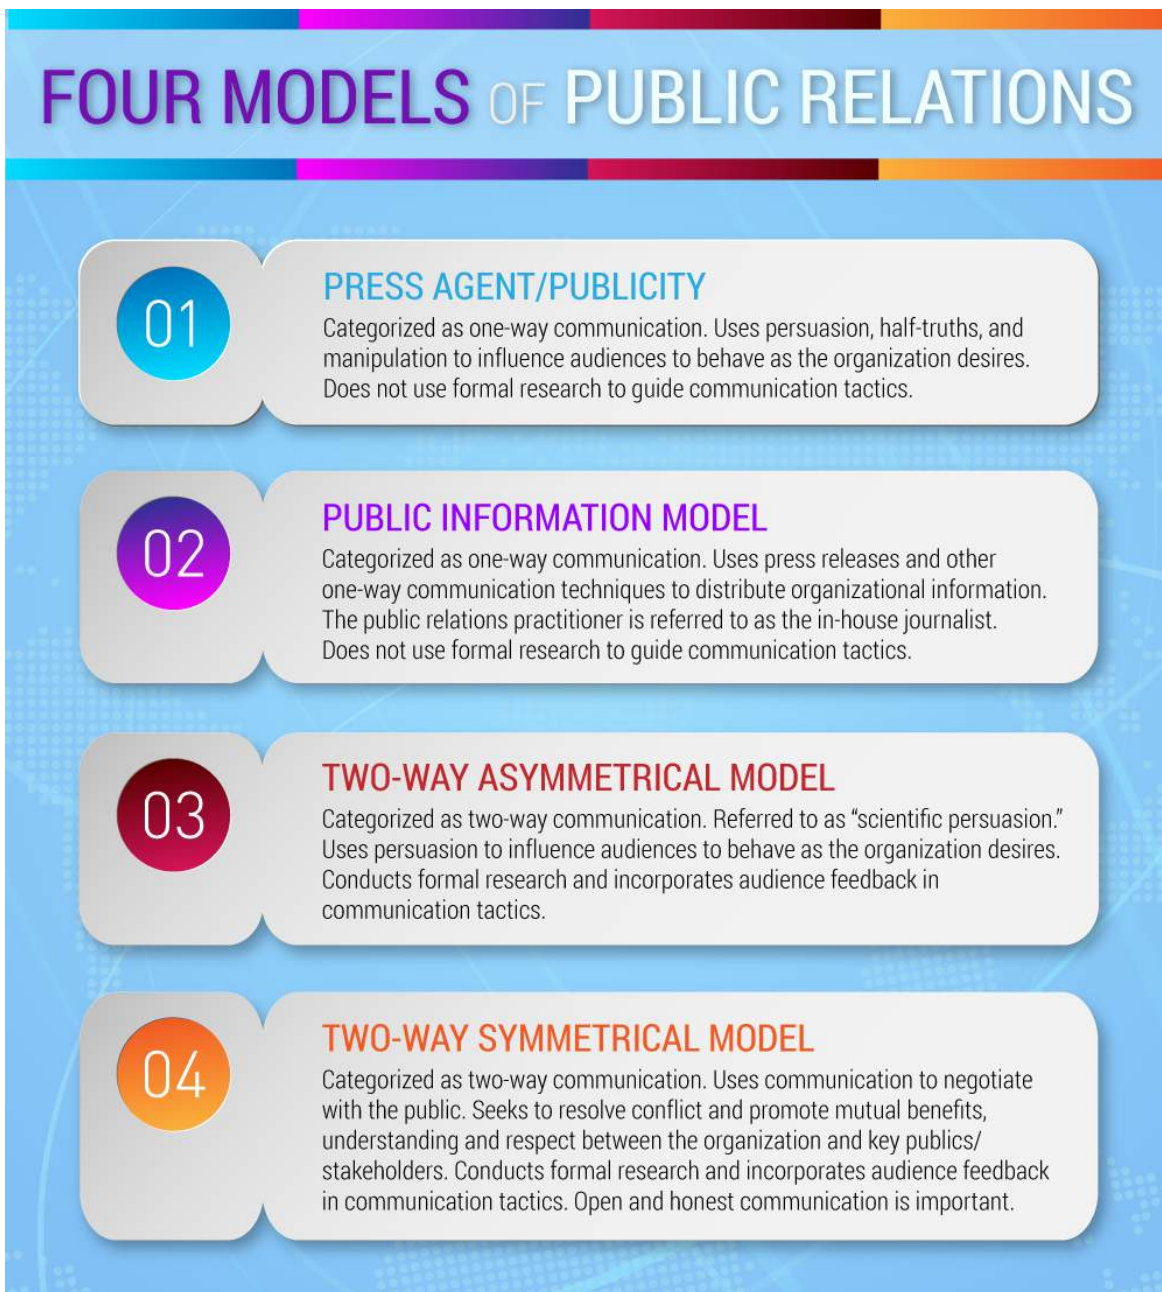 FOUR MODELS OF PUBLIC RELATIONS
01
PRESS AGENT/PUBLICITY
Categorized as one-way communication. Uses persuasion, half-truths, and
manipulation to influence audiences to behave as the organization desires.
Does not use formal research to guide communication tactics.
02
PUBLIC INFORMATION MODEL
Categorized as one-way communication. Uses press releases and other
one-way communication techniques to distribute organizational information.
The public relations practitioner is referred to as the in-house journalist.
Does not use formal research to guide communication tactics.
03
TWO-WAY ASYMMETRICAL MODEL
Categorized as two-way communication. Referred to as “scientific persuasion.”
Uses persuasion to influence audiences to behave as the organization desires.
Conducts formal research and incorporates audience feedback in
communication tactics.
04
TWO-WAY SYMMETRICAL MODEL
Categorized as two-way communication. Uses communication to negotiate
with the public. Seeks to resolve conflict and promote mutual benefits,
understanding and respect between the organization and key publics/
stakeholders. Conducts formal research and incorporates audience feedback
in communication tactics. Open and honest communication is important.